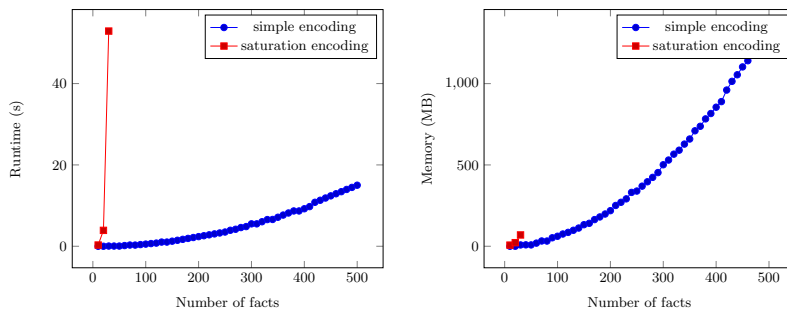 simple encoding
saturation encoding
40
20
0
Runtime (s)
0
100
200
300
400
500
Number of facts
simple encoding
saturation encoding
1,000
500
0
Memory (MB)
0
100
200
300
400
500
Number of facts